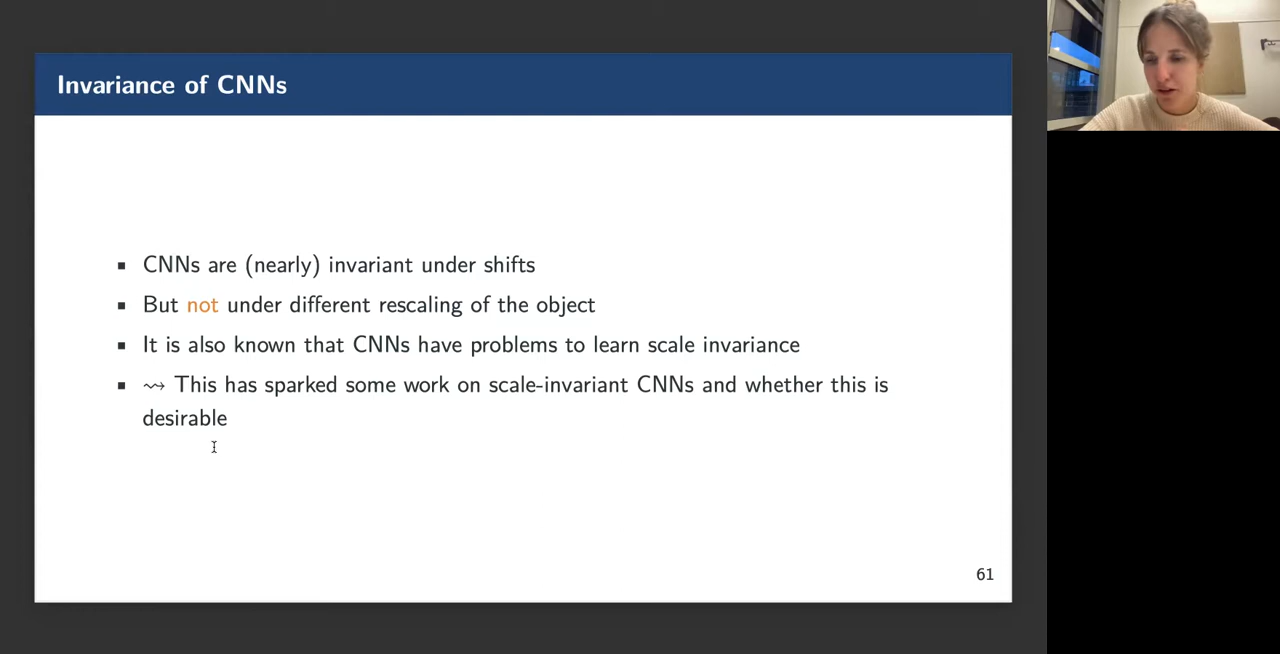 Invariance of CNNs
▪ CNNs are (nearly) invariant under shifts
▪ But not under different rescaling of the object
▪ It is also known that CNNs have problems to learn scale invariance
▪ ⇝ This has sparked some work on scale-invariant CNNs and whether this is
desirable
61